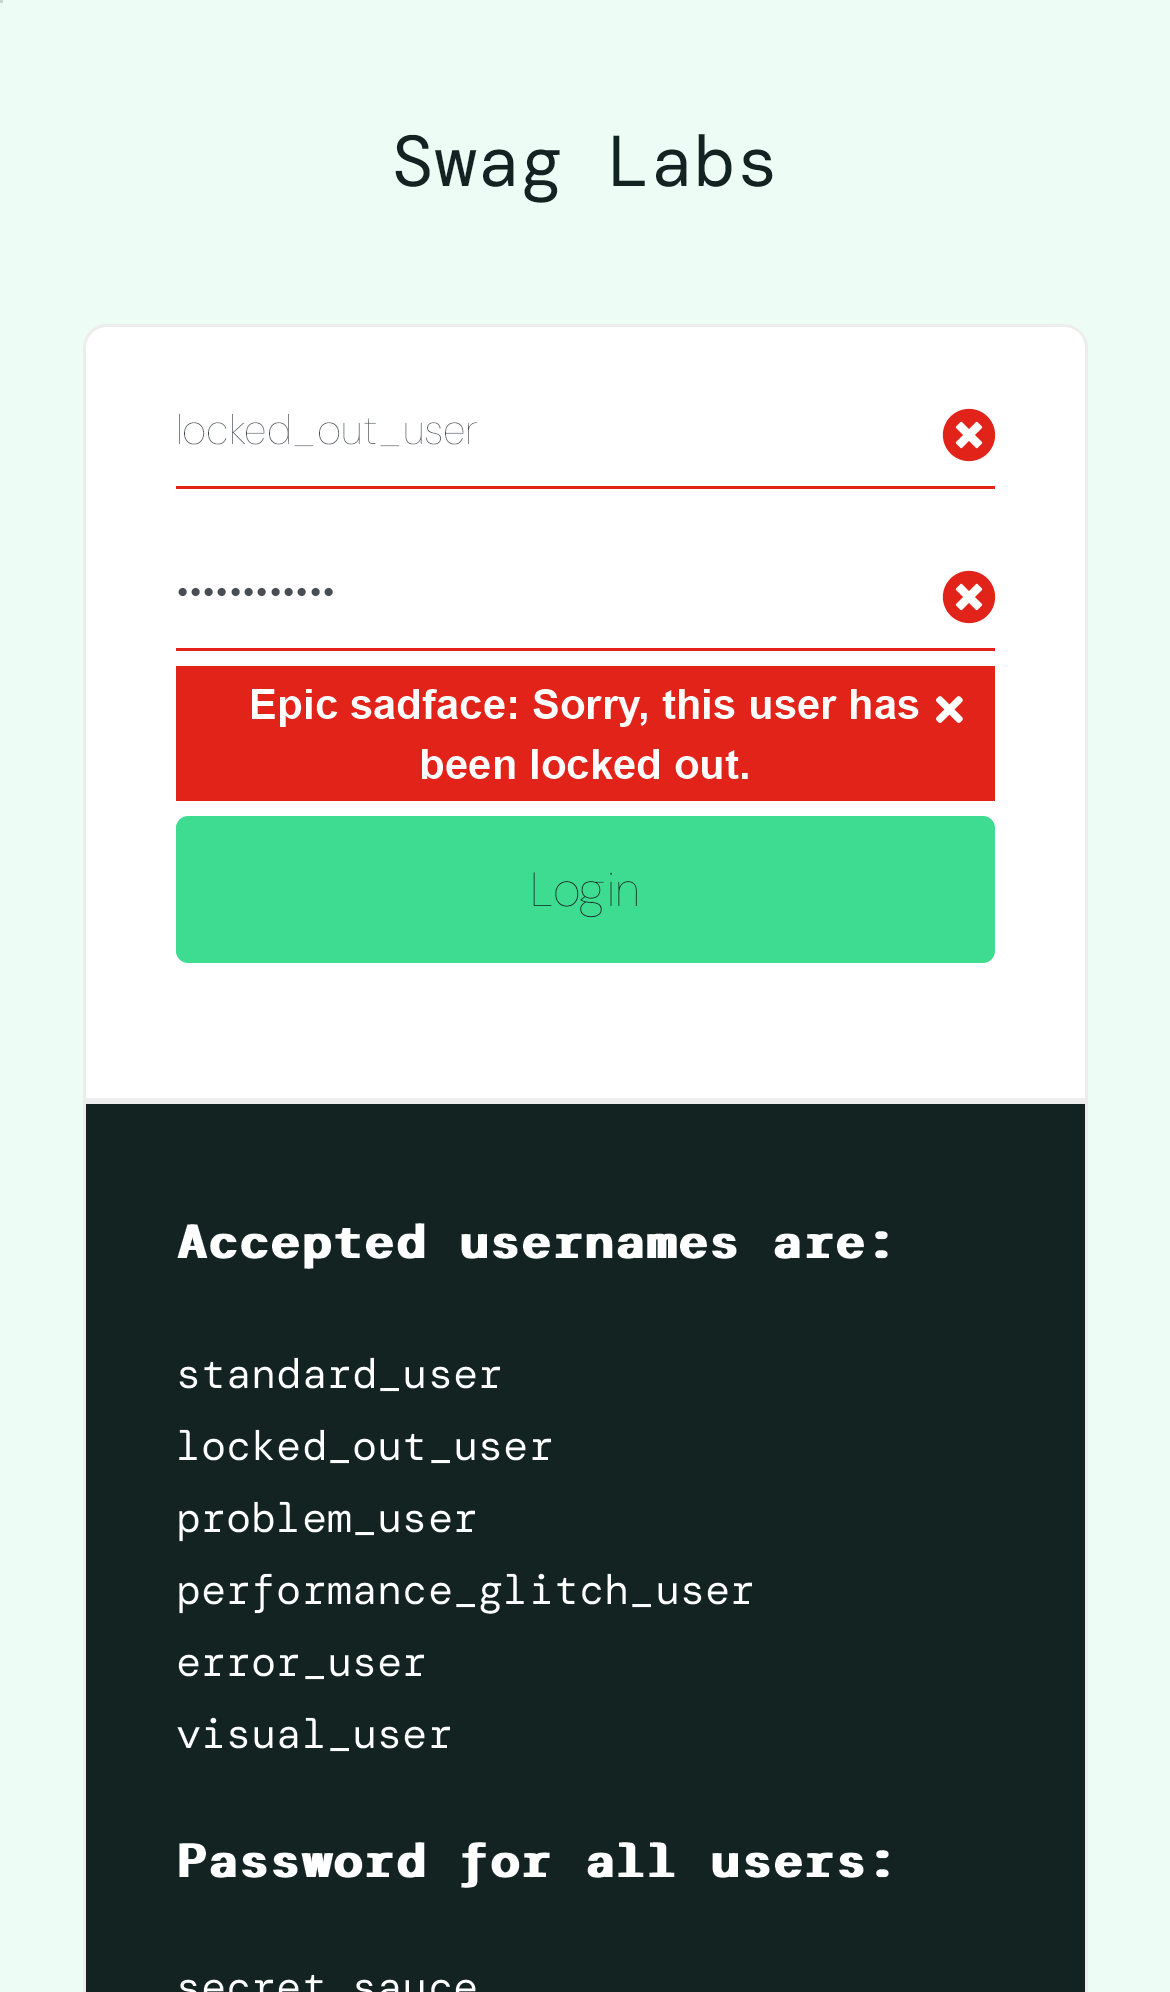 Swag Labs
locked_out_user
••••••••••••
Epic sadface: Sorry, this user has
been locked out.
Login
Accepted usernames are:
standard_user
locked_out_user
problem_user
performance_glitch_user
error_user
visual_user
Password for all users:
secret_sauce